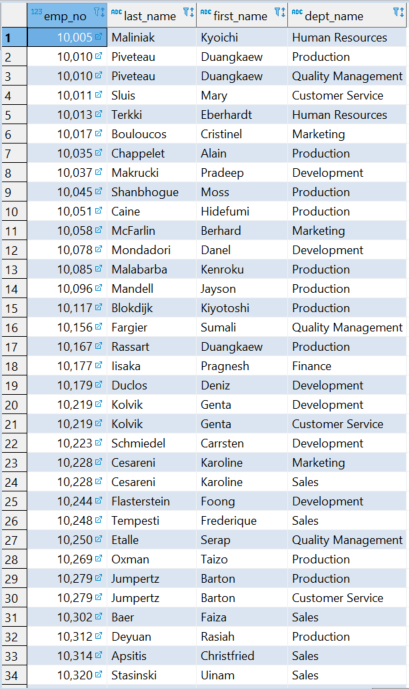 123 emp_no ABC last_name ABC first_name ABC dept_name
1 10,005 Maliniak Kyoichi Human Resources
2 10,010 Piveteau Duangkaew Production
3 10,010 Piveteau Duangkaew Quality Management
4 10,011 Sluis Mary Customer Service
5 10,013 Terkki Eberhardt Human Resources
6 10,017 Bouloucos Cristinel Marketing
7 10,035 Chappelet Alain Production
8 10,037 Makrucki Pradeep Development
9 10,045 Shanbhogue Moss Production
10 10,051 Caine Hidefumi Production
11 10,058 McFarlin Berhard Marketing
12 10,078 Mondadori Danel Development
13 10,085 Malabarba Kenroku Production
14 10,096 Mandell Jayson Production
15 10,117 Blokdijk Kiyotoshi Production
16 10,156 Fargier Sumali Quality Management
17 10,167 Rassart Duangkaew Production
18 10,177 Iisaka Pragnesh Finance
19 10,179 Duclos Deniz Development
20 10,219 Kolvik Genta Development
21 10,219 Kolvik Genta Customer Service
22 10,223 Schmiedel Carrsten Development
23 10,228 Cesareni Karoline Marketing
24 10,228 Cesareni Karoline Sales
25 10,244 Flasterstein Foong Development
26 10,248 Tempesti Frederique Sales
27 10,250 Etalle Serap Quality Management
28 10,269 Oxman Taizo Production
29 10,279 Jumpertz Barton Production
30 10,279 Jumpertz Barton Customer Service
31 10,302 Baer Faiza Sales
32 10,312 Deyuan Rasiah Production
33 10,314 Apsitis Christfried Sales
34 10,320 Stasinski Uinam Sales